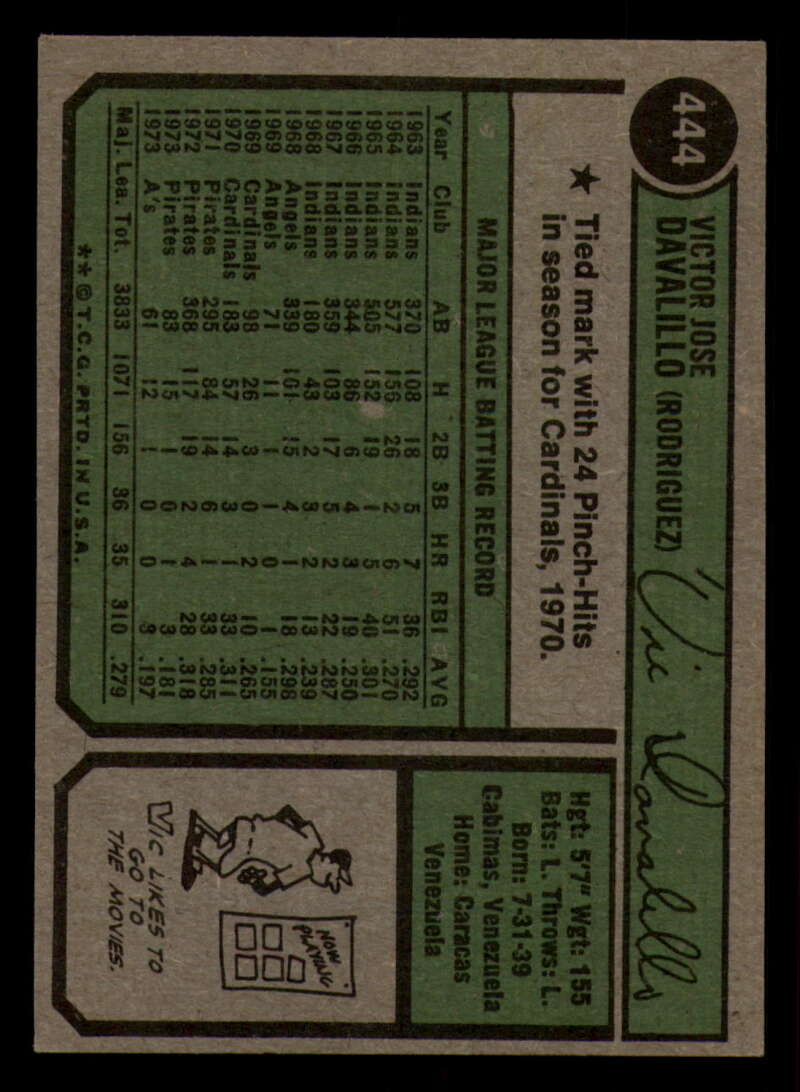 444
VICTOR JOSE
DAVALILLO (RODRIGUEZ)
Vic Davalillo
★ Tied mark with 24 Pinch-Hits
in season for Cardinals, 1970.
MAJOR LEAGUE BATTING RECORD
Year Club AB H 2B 3B HR RBI AVG
1963 Indians 370 108 18 5 7 36 .292
1964 Indians 577 156 26 2 6 51 .270
1965 Indians 505 152 19 1 5 40 .301
1966 Indians 344 86 6 4 3 19 .250
1967 Indians 359 103 17 5 2 22 .287
1968 Indians 180 43 2 3 2 13 .239
1968 Angels 339 101 15 4 1 18 .298
1969 Angels 71 11 1 1 0 1 .155
1969 Cardinals 98 26 3 0 2 10 .265
1970 Cardinals 183 57 14 3 1 33 .311
1971 Pirates 295 84 14 6 1 33 .285
1972 Pirates 368 117 19 2 4 28 .318
1973 Pirates 83 15 1 0 1 3 .181
1973 A's 61 12 1 0 0 3 .197
Maj. Lea. Tot. 3833 1071 156 36 35 310 .279
**© T.C.G. PRTD. IN U.S.A.
Hgt: 5'7" Wgt: 155
Bats: L. Throws: L.
Born: 7-31-39
Cabimas, Venezuela
Home: Caracas
Venezuela
NOW
PLAYING
VIC LIKES TO
GO TO
THE MOVIES.